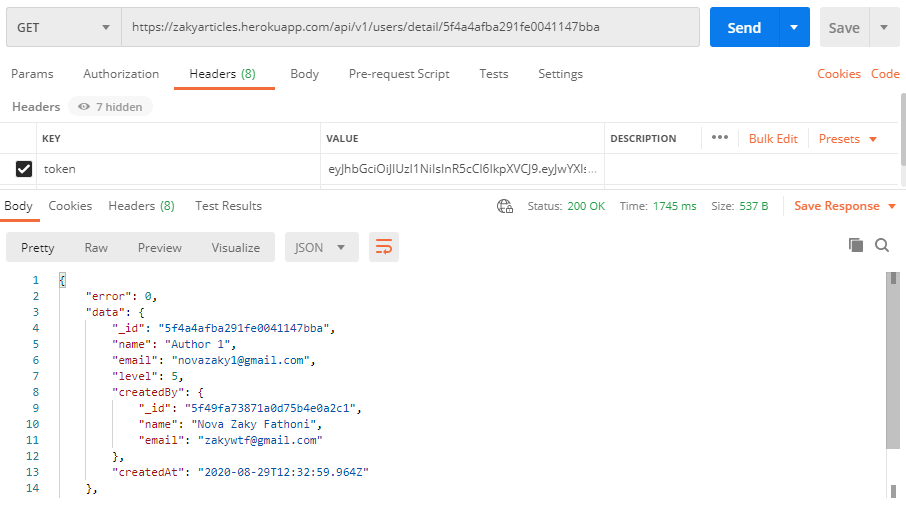 GET https://zakyarticles.herokuapp.com/api/v1/users/detail/5f4a4afba291fe0041147bba Send Save
Params Authorization Headers (8) Body Pre-request Script Tests Settings Cookies Code
Headers 7 hidden
KEY VALUE DESCRIPTION ••• Bulk Edit Presets
token eyJhbGciOiJIUzI1NiIsInR5cCI6IkpXVCJ9.eyJwYXls...
Body Cookies Headers (8) Test Results Status: 200 OK Time: 1745 ms Size: 537 B Save Response
Pretty Raw Preview Visualize JSON
1 {
2 "error": 0,
3 "data": {
4 "_id": "5f4a4afba291fe0041147bba",
5 "name": "Author 1",
6 "email": "novazaky1@gmail.com",
7 "level": 5,
8 "createdBy": {
9 "_id": "5f49fa73871a0d75b4e0a2c1",
10 "name": "Nova Zaky Fathoni",
11 "email": "zakywtf@gmail.com"
12 },
13 "createdAt": "2020-08-29T12:32:59.964Z"
14 },